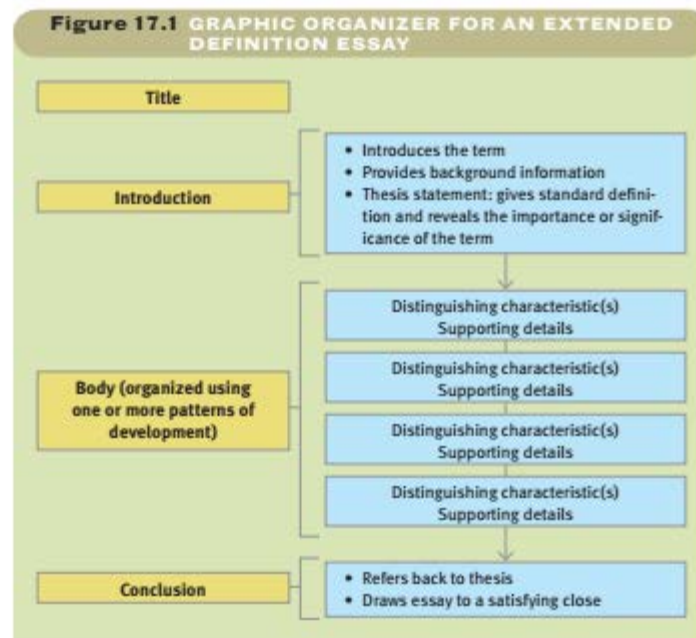 Figure 17.1 GRAPHIC ORGANIZER FOR AN EXTENDED
DEFINITION ESSAY
Title
Introduction
• Introduces the term
• Provides background information
• Thesis statement: gives standard defini-
tion and reveals the importance or signif-
icance of the term
Body (organized using
one or more patterns of
development)
Distinguishing characteristic(s)
Supporting details
Distinguishing characteristic(s)
Supporting details
Distinguishing characteristic(s)
Supporting details
Distinguishing characteristic(s)
Supporting details
Conclusion
• Refers back to thesis
• Draws essay to a satisfying close